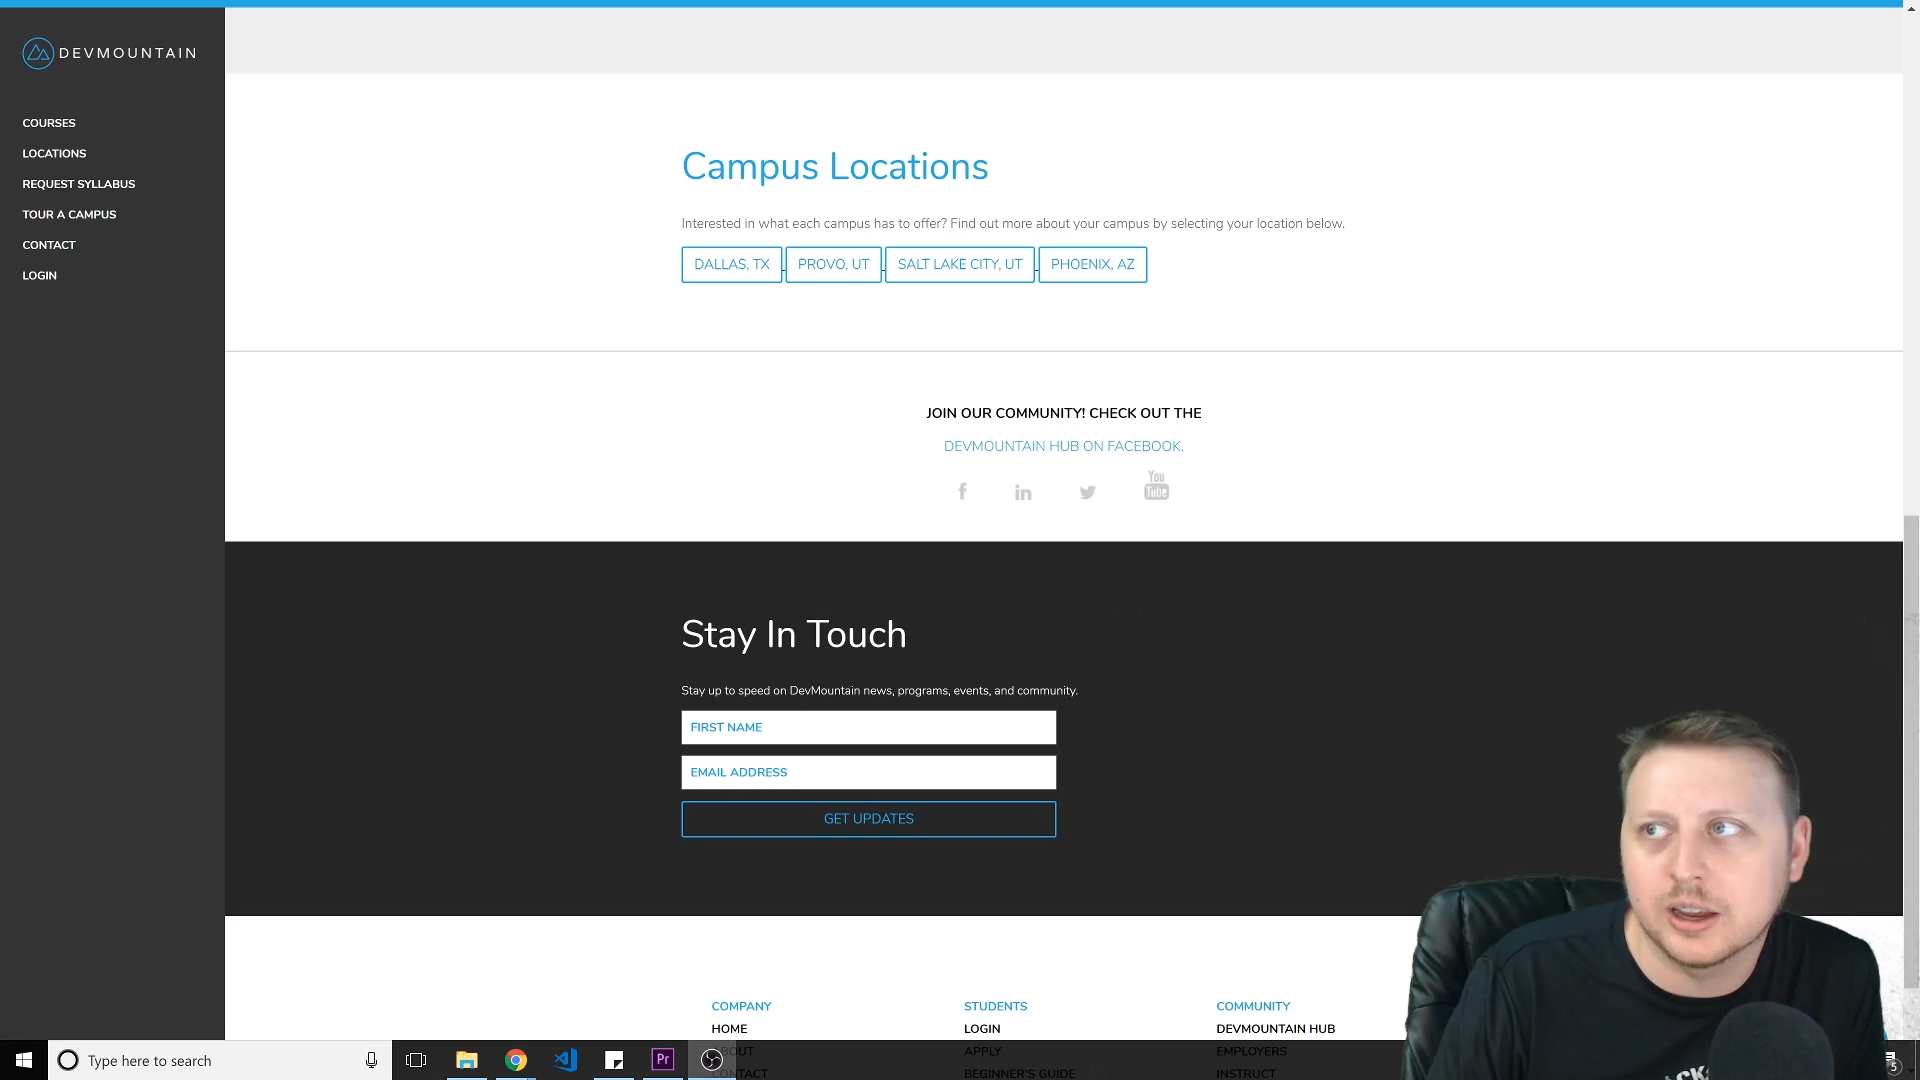 DEVMOUNTAIN
COURSES
LOCATIONS
REQUEST SYLLABUS
TOUR A CAMPUS
CONTACT
LOGIN
Campus Locations
Interested in what each campus has to offer? Find out more about your campus by selecting your location below.
DALLAS, TX PROVO, UT SALT LAKE CITY, UT PHOENIX, AZ
JOIN OUR COMMUNITY! CHECK OUT THE
DEVMOUNTAIN HUB ON FACEBOOK.
f in You Tube
Stay In Touch
Stay up to speed on DevMountain news, programs, events, and community.
FIRST NAME
EMAIL ADDRESS
GET UPDATES
COMPANY STUDENTS COMMUNITY
HOME LOGIN DEVMOUNTAIN HUB
APPLY EMPLOYERS
BEGINNER'S GUIDE INSTRUCT
Type here to search
Pr
5